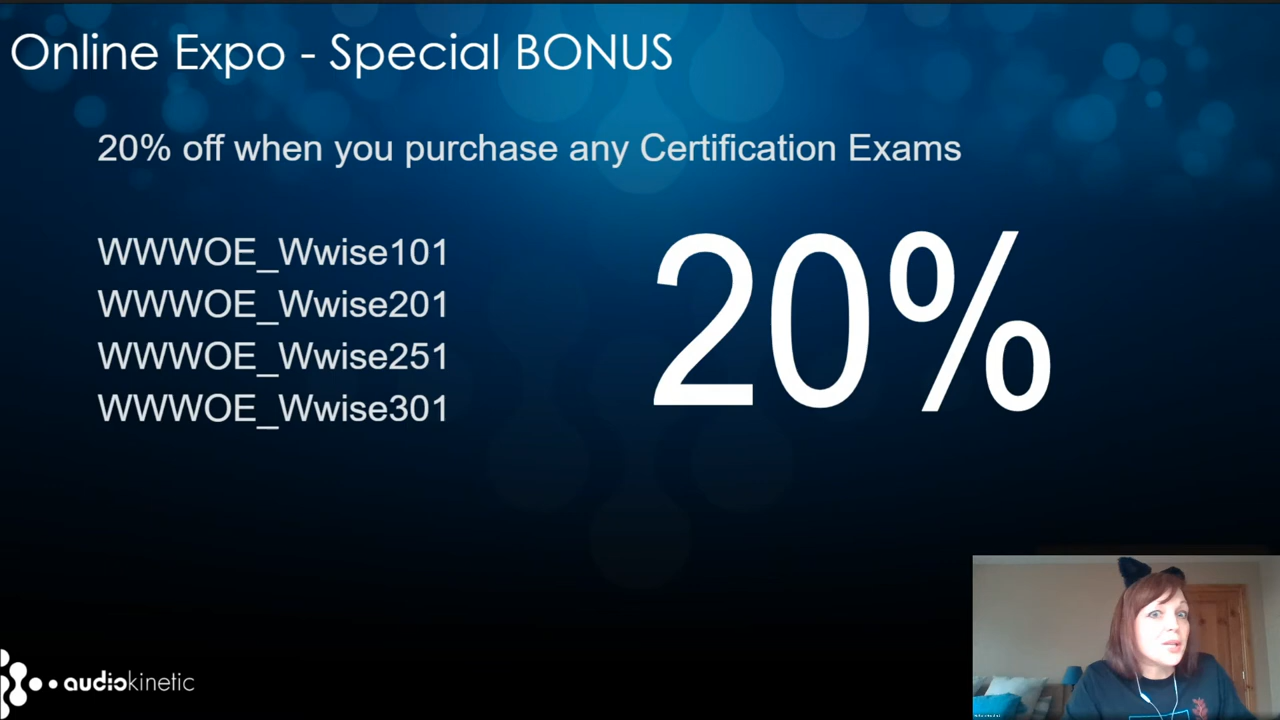 Online Expo - Special BONUS
20% off when you purchase any Certification Exams
WWWOE_Wwise101
WWWOE_Wwise201
WWWOE_Wwise251
WWWOE_Wwise301
20%
audiokinetic